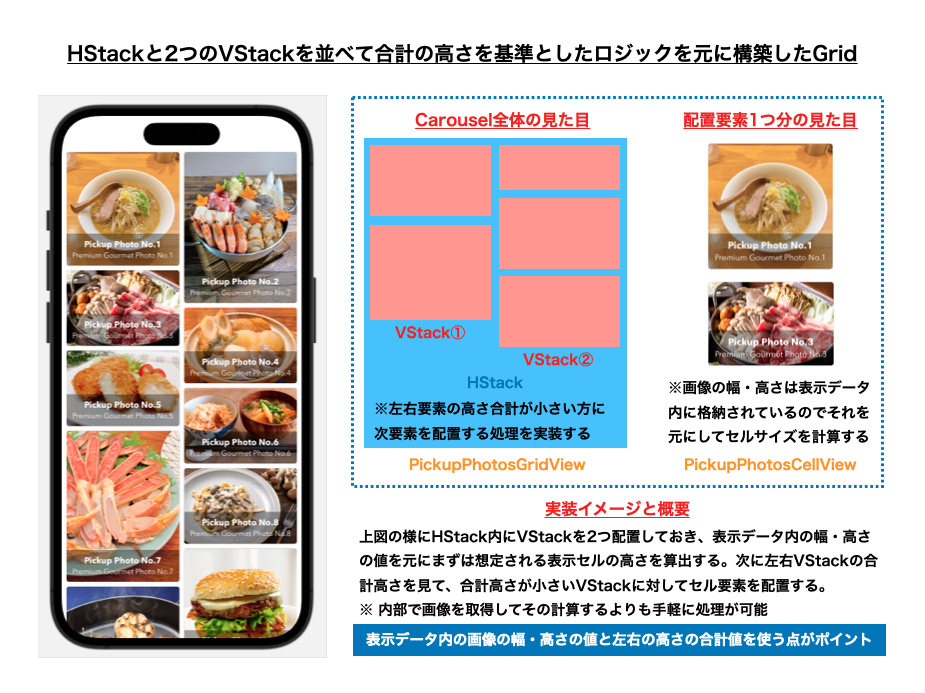 HStackと2つのVStackを並べて合計の高さを基準としたロジックを元に構築したGrid
Pickup Photo No.1
Premium Gourmet Photo No.1
Pickup Photo No.2
Premium Gourmet Photo No.2
Pickup Photo No.3
Premium Gourmet Photo No.3
Pickup Photo No.4
Premium Gourmet Photo No.4
Pickup Photo No.5
Premium Gourmet Photo No.5
Pickup Photo No.6
Premium Gourmet Photo No.6
Pickup Photo No.7
Premium Gourmet Photo No.7
Pickup Photo No.8
Premium Gourmet Photo No.8
Carousel全体の見た目
VStack①
VStack②
HStack
※左右要素の高さ合計が小さい方に
次要素を配置する処理を実装する
PickupPhotosGridView
配置要素1つ分の見た目
Pickup Photo No.1
Premium Gourmet Photo No.1
Pickup Photo No.3
Premium Gourmet Photo No.3
※画像の幅・高さは表示データ
内に格納されているのでそれを
元にしてセルサイズを計算する
PickupPhotosCellView
実装イメージと概要
上図の様にHStack内にVStackを2つ配置しておき、表示データ内の幅・高さ
の値を元にまずは想定される表示セルの高さを算出する。次に左右VStackの合
計高さを見て、合計高さが小さいVStackに対してセル要素を配置する。
※ 内部で画像を取得してその計算するよりも手軽に処理が可能
表示データ内の画像の幅・高さの値と左右の高さの合計値を使う点がポイント